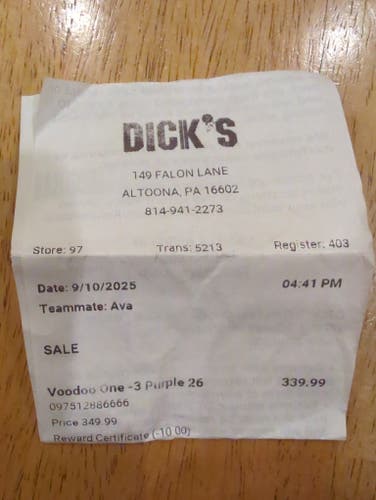 DICK'S
149 FALON LANE
ALTOONA, PA 16602
814-941-2273
Store: 97 Trans: 5213 Register: 403
Date: 9/10/2025 04:41 PM
Teammate: Ava
SALE
Voodoo One -3 Purple 26 339.99
097512886666
Price 349.99
Reward Certificate (-10.00)